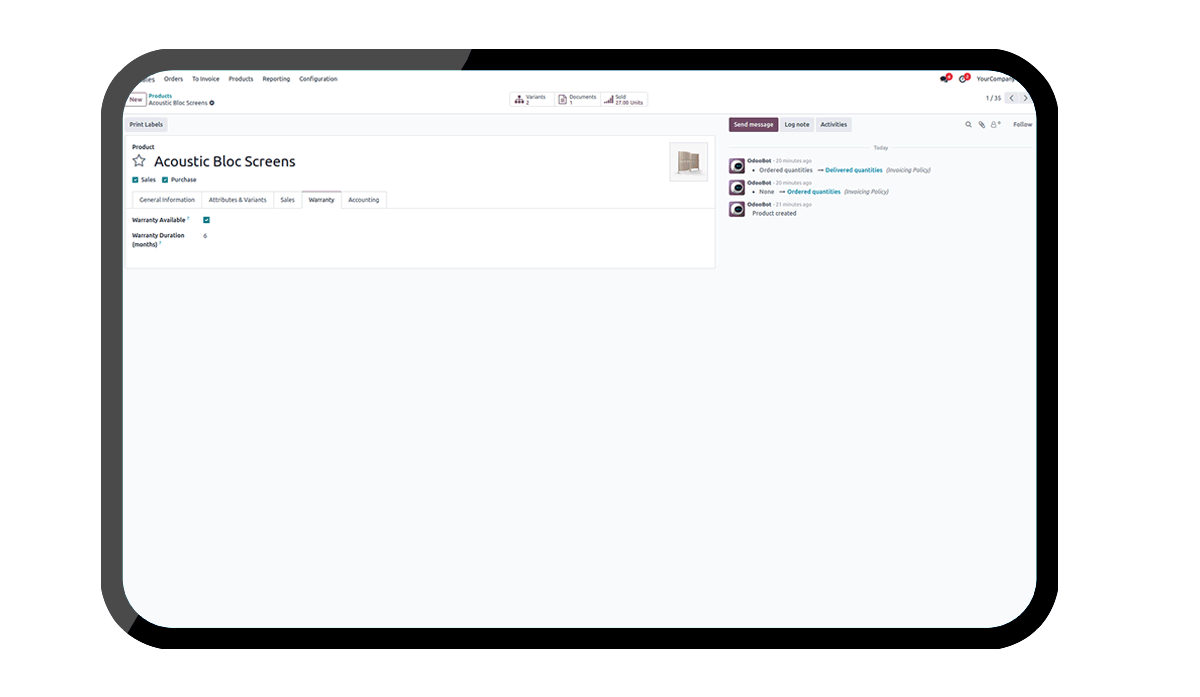 Orders To Invoice Products Reporting Configuration
4 2 YourCompany
New Products
Acoustic Bloc Screens
Variants 2
Documents 1
Sold 27.00 Units
1 / 35
Print Labels
Send message Log note Activities 0 Follow
Product
Acoustic Bloc Screens
Sales Purchase
General Information Attributes & Variants Sales Warranty Accounting
Warranty Available ?
Warranty Duration (months) ? 6
Today
OdooBot - 20 minutes ago
• Ordered quantities → Delivered quantities (Invoicing Policy)
OdooBot - 20 minutes ago
• None → Ordered quantities (Invoicing Policy)
OdooBot - 21 minutes ago
Product created